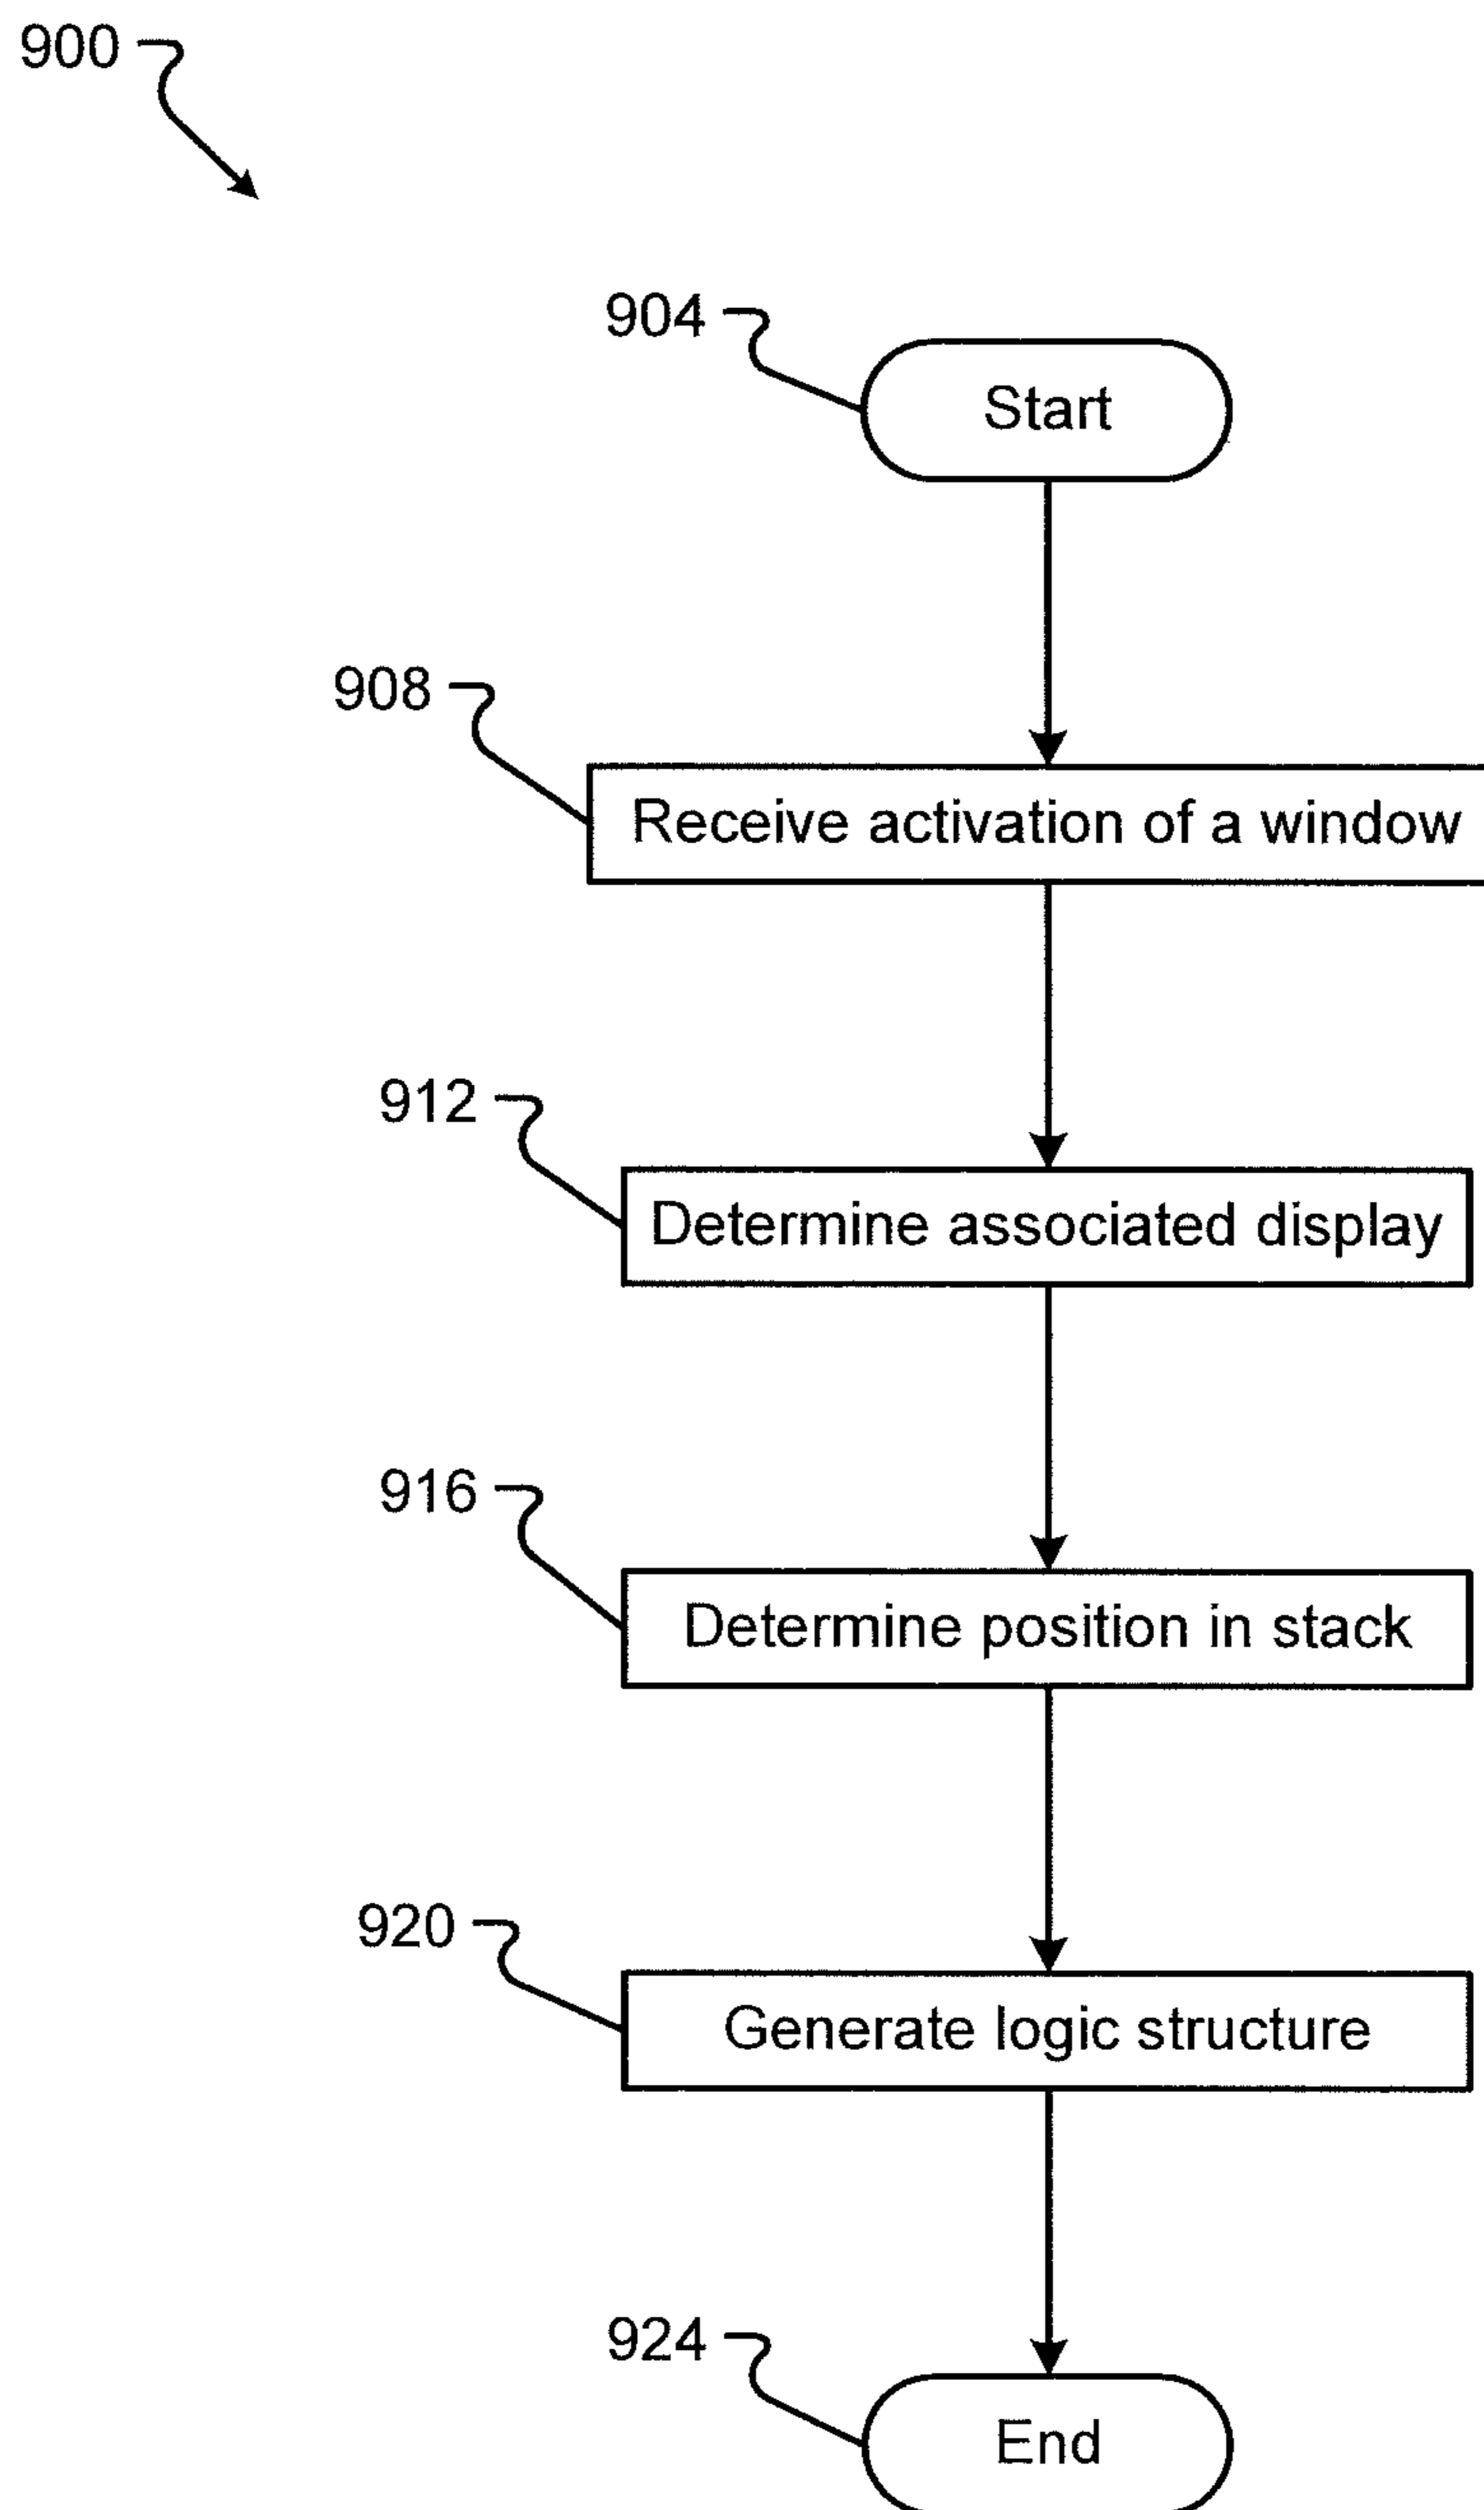 900
904
Start
908
Receive activation of a window
912
Determine associated display
916
Determine position in stack
920
Generate logic structure
924
End